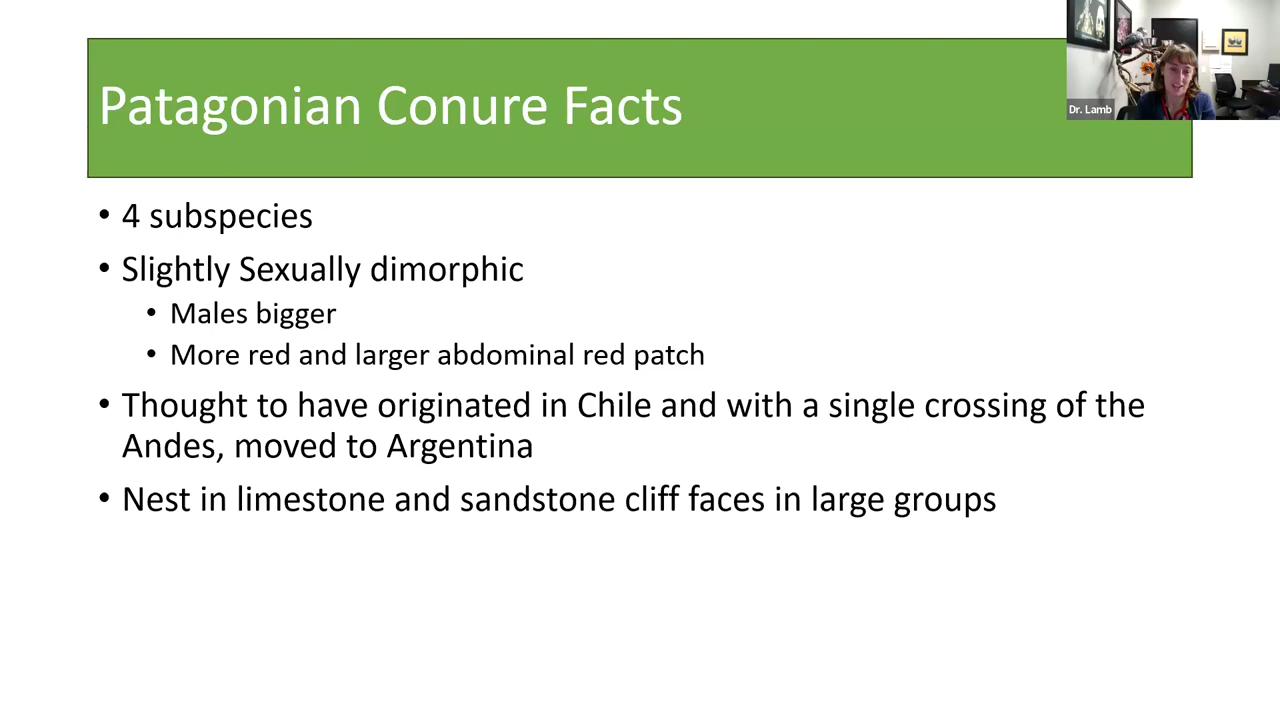 Patagonian Conure Facts
Dr. Lamb
• 4 subspecies
• Slightly Sexually dimorphic
• Males bigger
• More red and larger abdominal red patch
• Thought to have originated in Chile and with a single crossing of the
Andes, moved to Argentina
• Nest in limestone and sandstone cliff faces in large groups